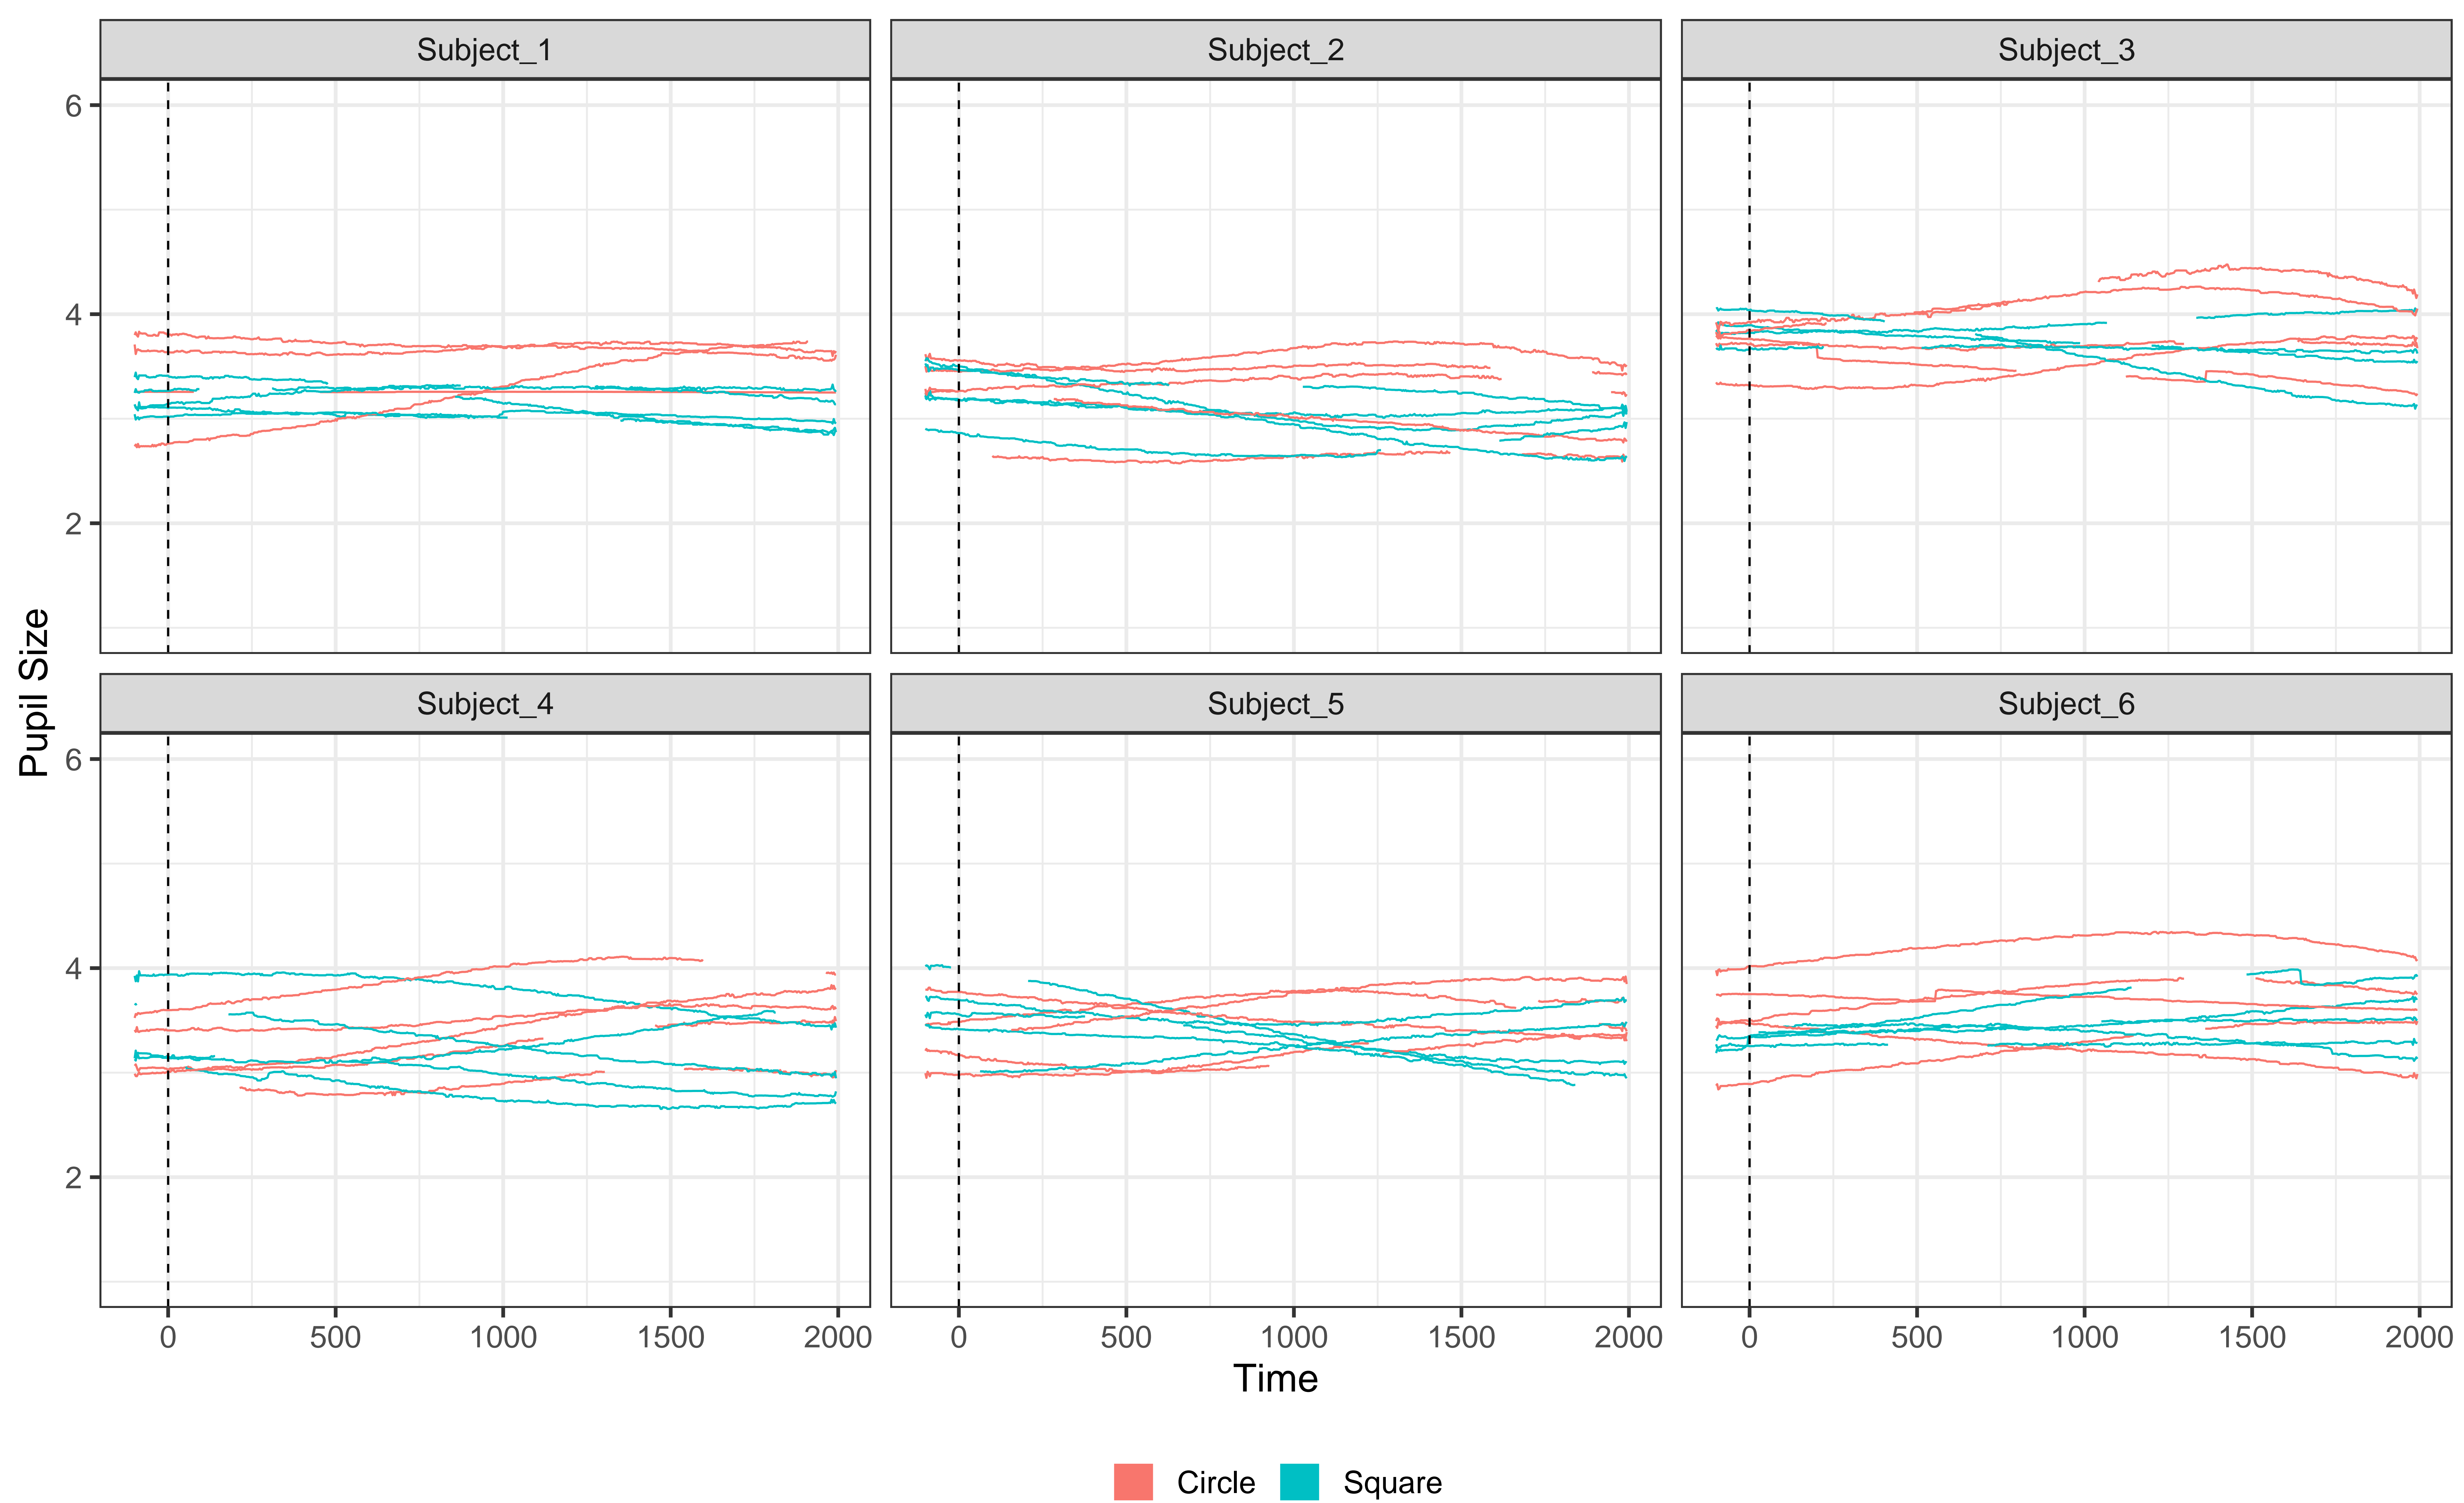 Subject_1 Subject_2 Subject_3
6
4
2
Subject_4 Subject_5 Subject_6
6
4
2
Pupil Size
0 500 1000 1500 2000 0 500 1000 1500 2000 0 500 1000 1500 2000
Time
Circle Square